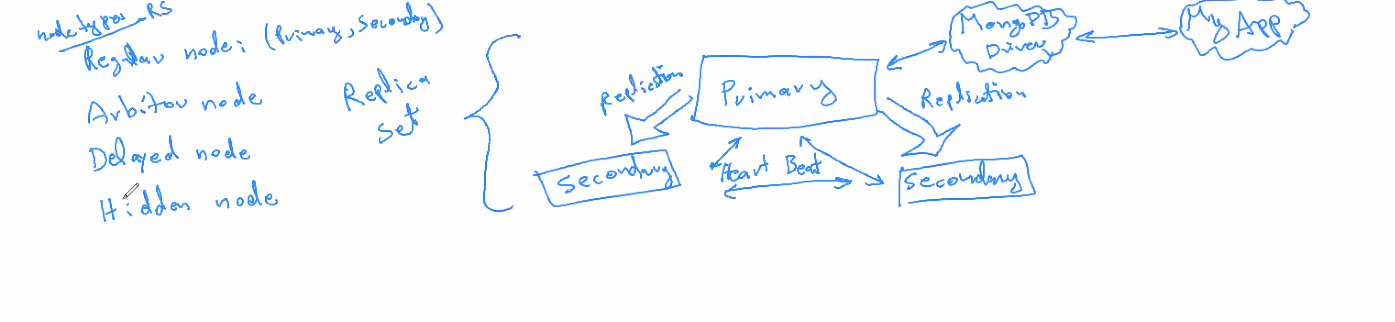 node types - RS
Regular node: (Primary, Secondary)
Arbitor node
Delayed node
Hidden node
Replica
Set
Replication
Primary
Replication
Secondary
Heart Beat
Secondary
MongoDB
Driver
My App